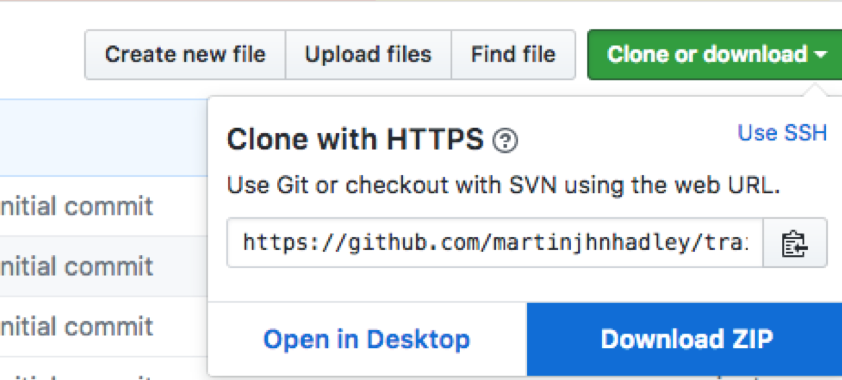 Create new file Upload files Find file Clone or download
Clone with HTTPS ? Use SSH
Use Git or checkout with SVN using the web URL.
nitial commit
https://github.com/martinjhnhadley/tra
nitial commit
nitial commit
Open in Desktop Download ZIP